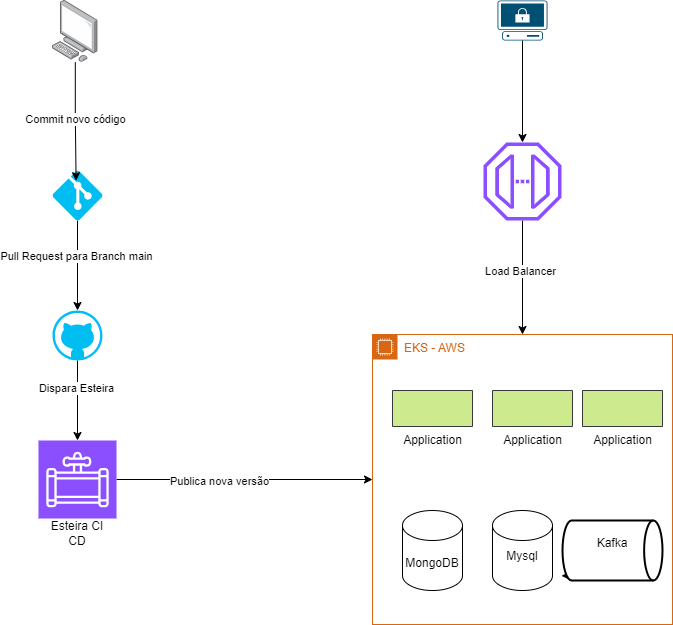 Commit novo código
Pull Request para Branch main
Load Balancer
EKS - AWS
Dispara Esteira
Application
Application
Application
Publica nova versão
Esteira CI
CD
MongoDB
Mysql
Kafka